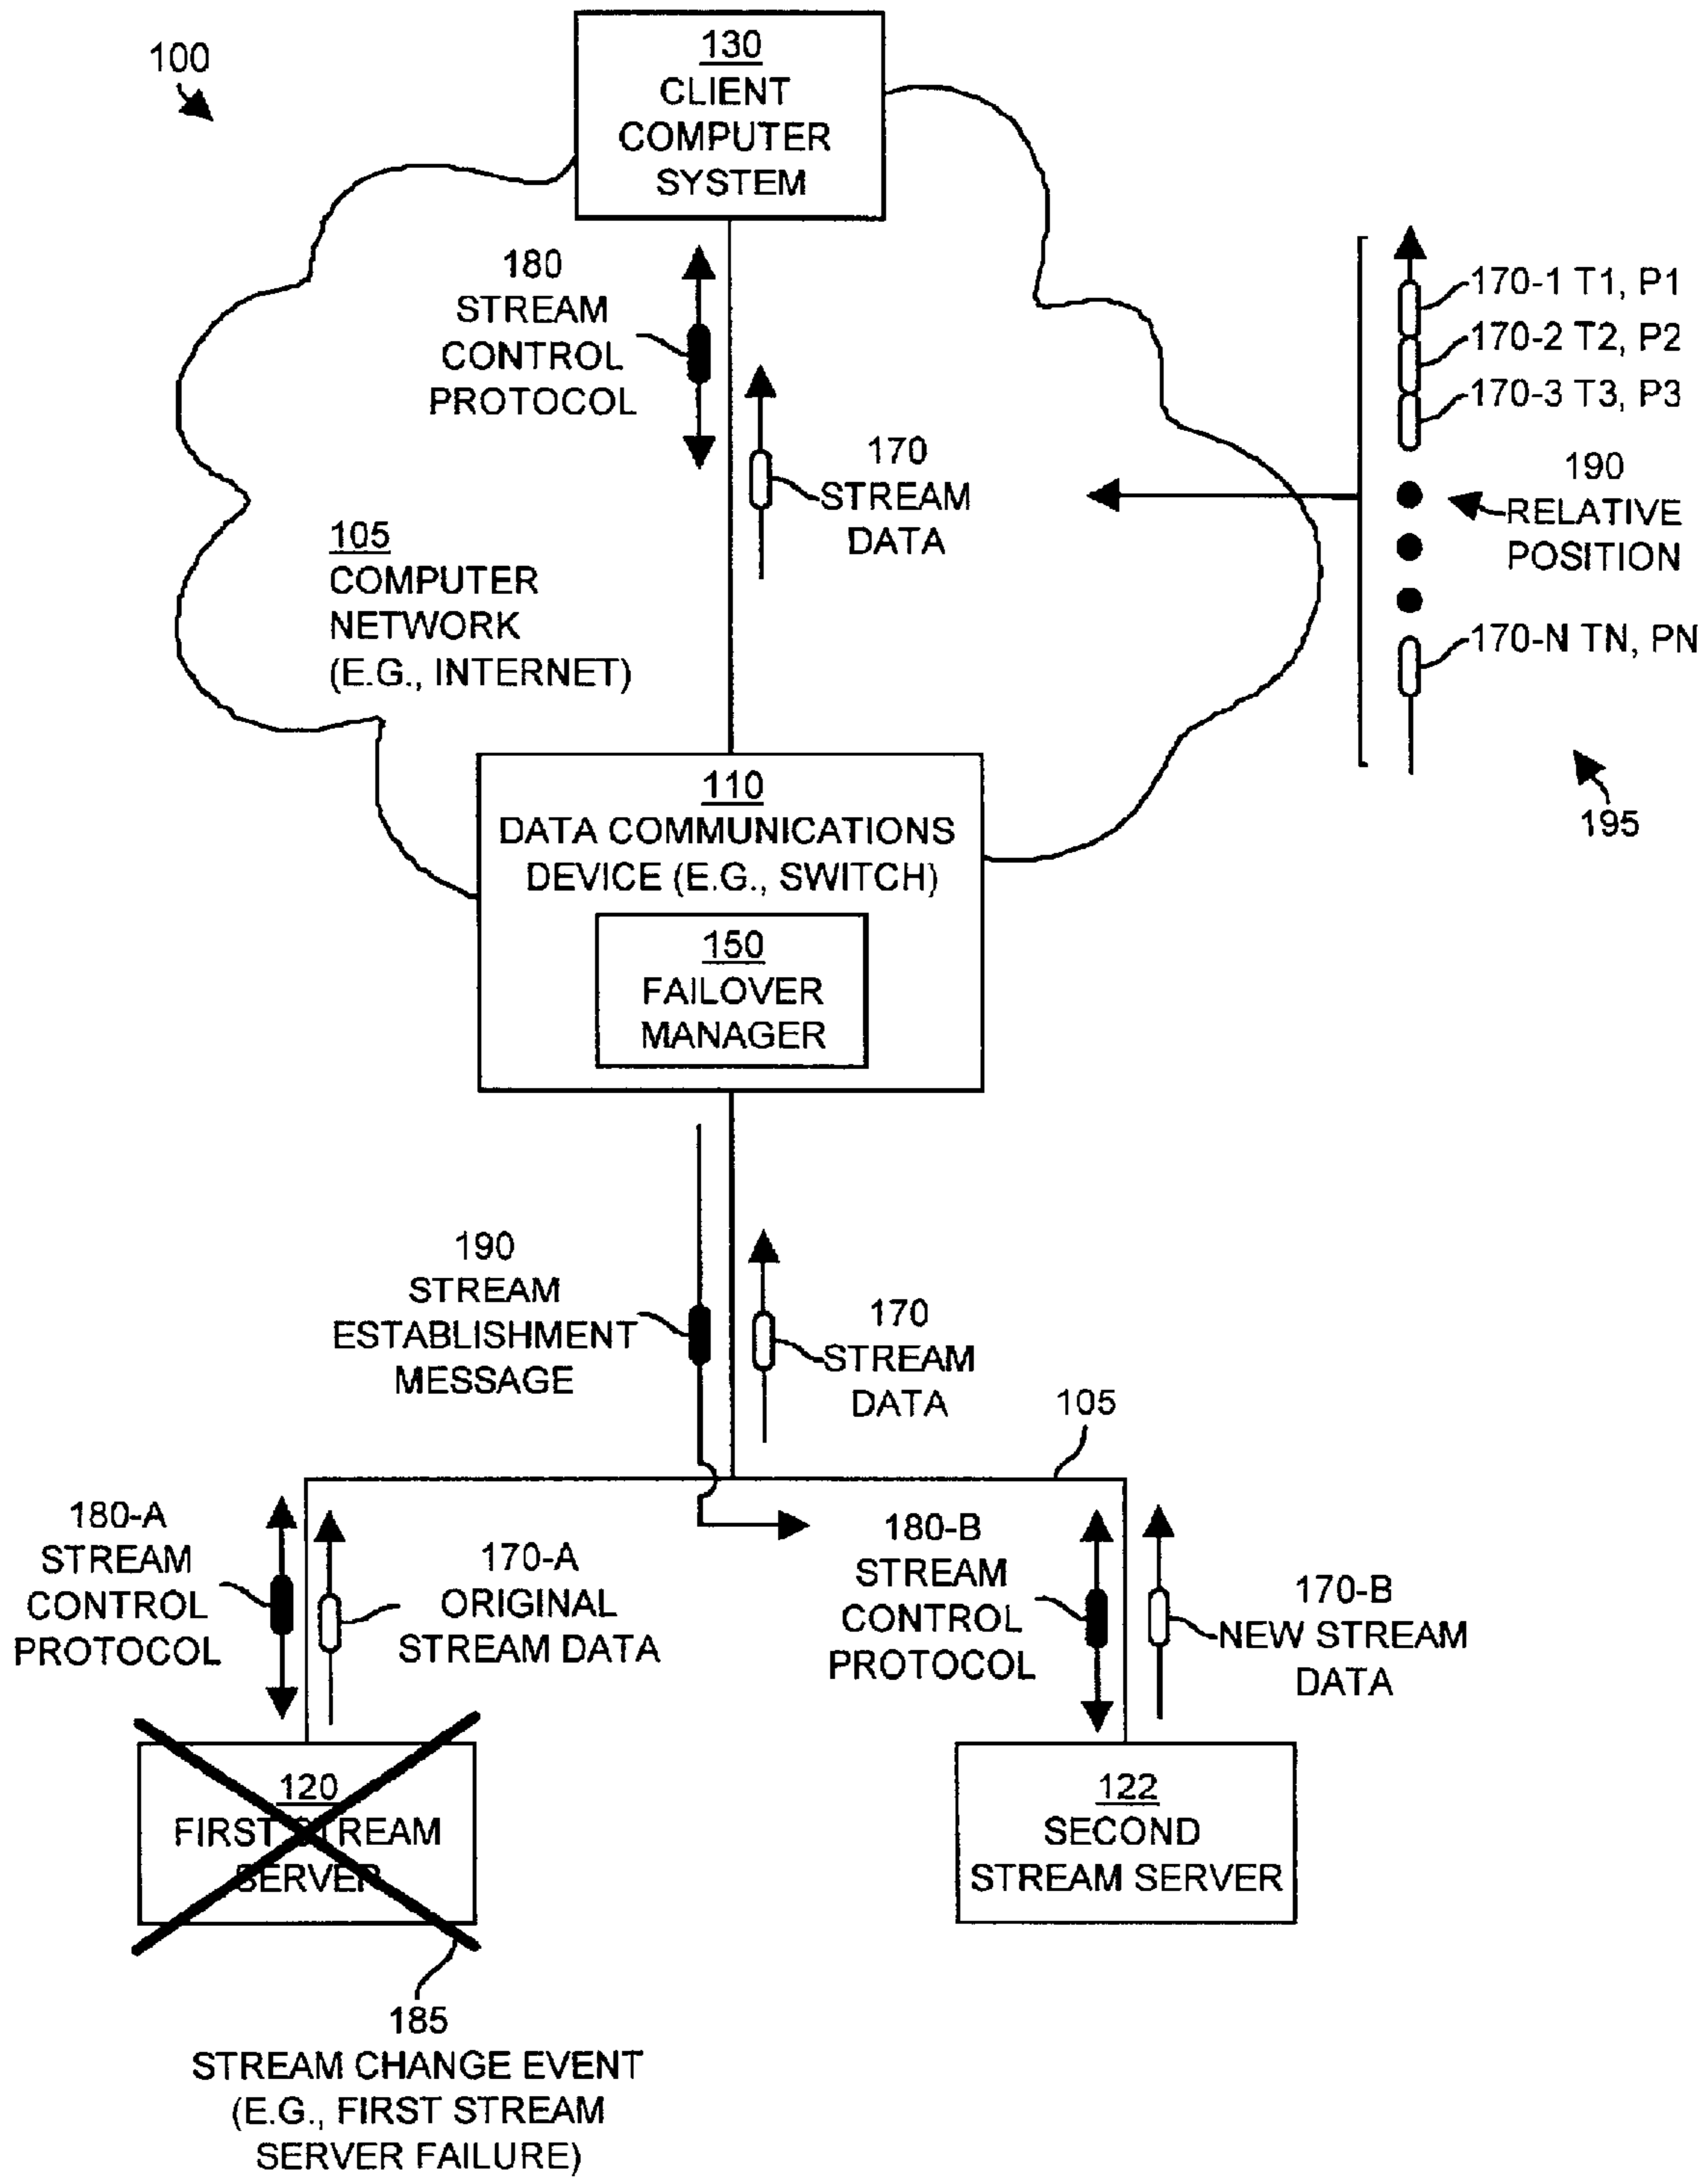 100
130
CLIENT
COMPUTER
SYSTEM
180
STREAM
CONTROL
PROTOCOL
170
STREAM
DATA
105
COMPUTER
NETWORK
(E.G., INTERNET)
170-1 T1, P1
170-2 T2, P2
170-3 T3, P3
190
RELATIVE
POSITION
170-N TN, PN
195
110
DATA COMMUNICATIONS
DEVICE (E.G., SWITCH)
150
FAILOVER
MANAGER
190
STREAM
ESTABLISHMENT
MESSAGE
170
STREAM
DATA
105
180-A
STREAM
CONTROL
PROTOCOL
170-A
ORIGINAL
STREAM DATA
180-B
STREAM
CONTROL
PROTOCOL
170-B
NEW STREAM
DATA
120
FIRST STREAM
SERVER
122
SECOND
STREAM SERVER
185
STREAM CHANGE EVENT
(E.G., FIRST STREAM
SERVER FAILURE)